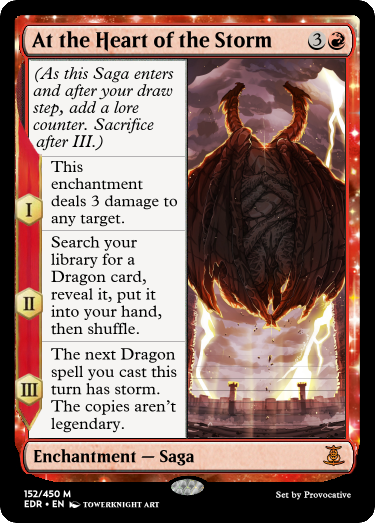 At the Heart of the Storm 3
(As this Saga enters
and after your draw
step, add a lore
counter. Sacrifice
after III.)
I
This
enchantment
deals 3 damage to
any target.
II
Search your
library for a
Dragon card,
reveal it, put it
into your hand,
then shuffle.
III
The next Dragon
spell you cast this
turn has storm.
The copies aren't
legendary.
Enchantment — Saga
152/450 M
EDR • EN TOWERKNIGHT ART
Set by Provocative